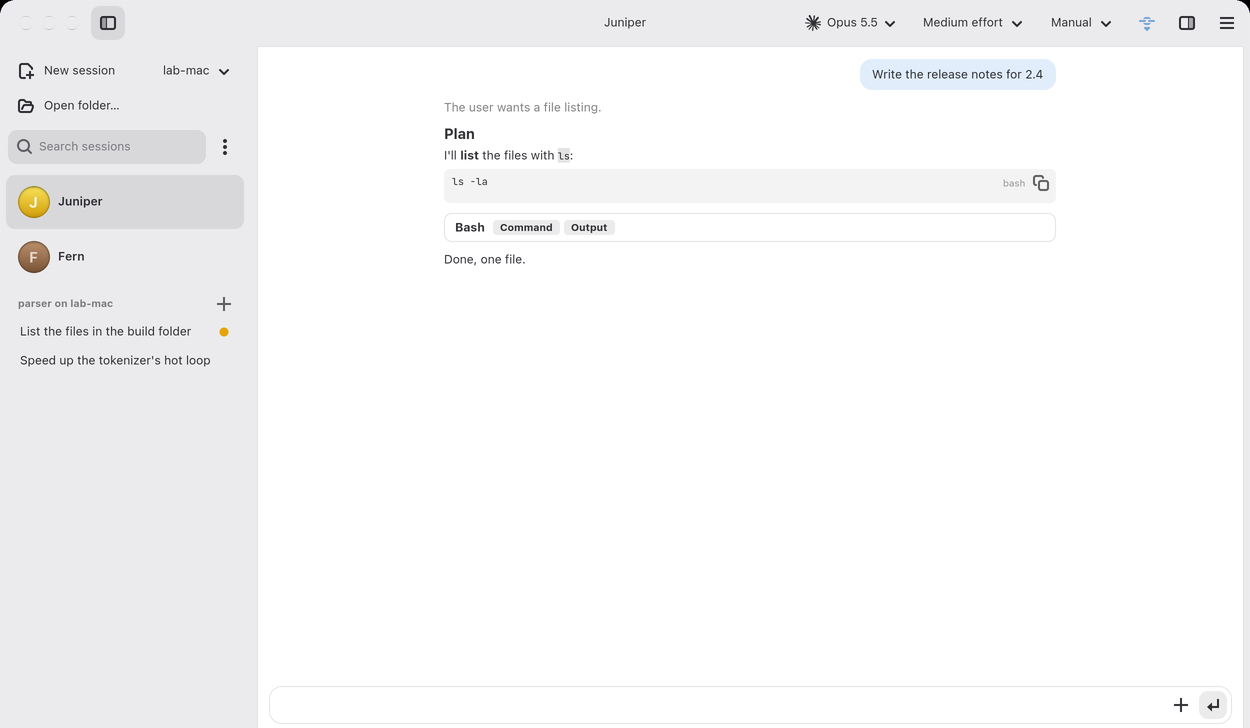 Juniper
Opus 5.5
Medium effort
Manual
New session
lab-mac
Open folder...
Search sessions
J
Juniper
F
Fern
parser on lab-mac
List the files in the build folder
Speed up the tokenizer's hot loop
Write the release notes for 2.4
The user wants a file listing.
Plan
I'll list the files with ls:
ls -la
bash
Bash Command Output
Done, one file.